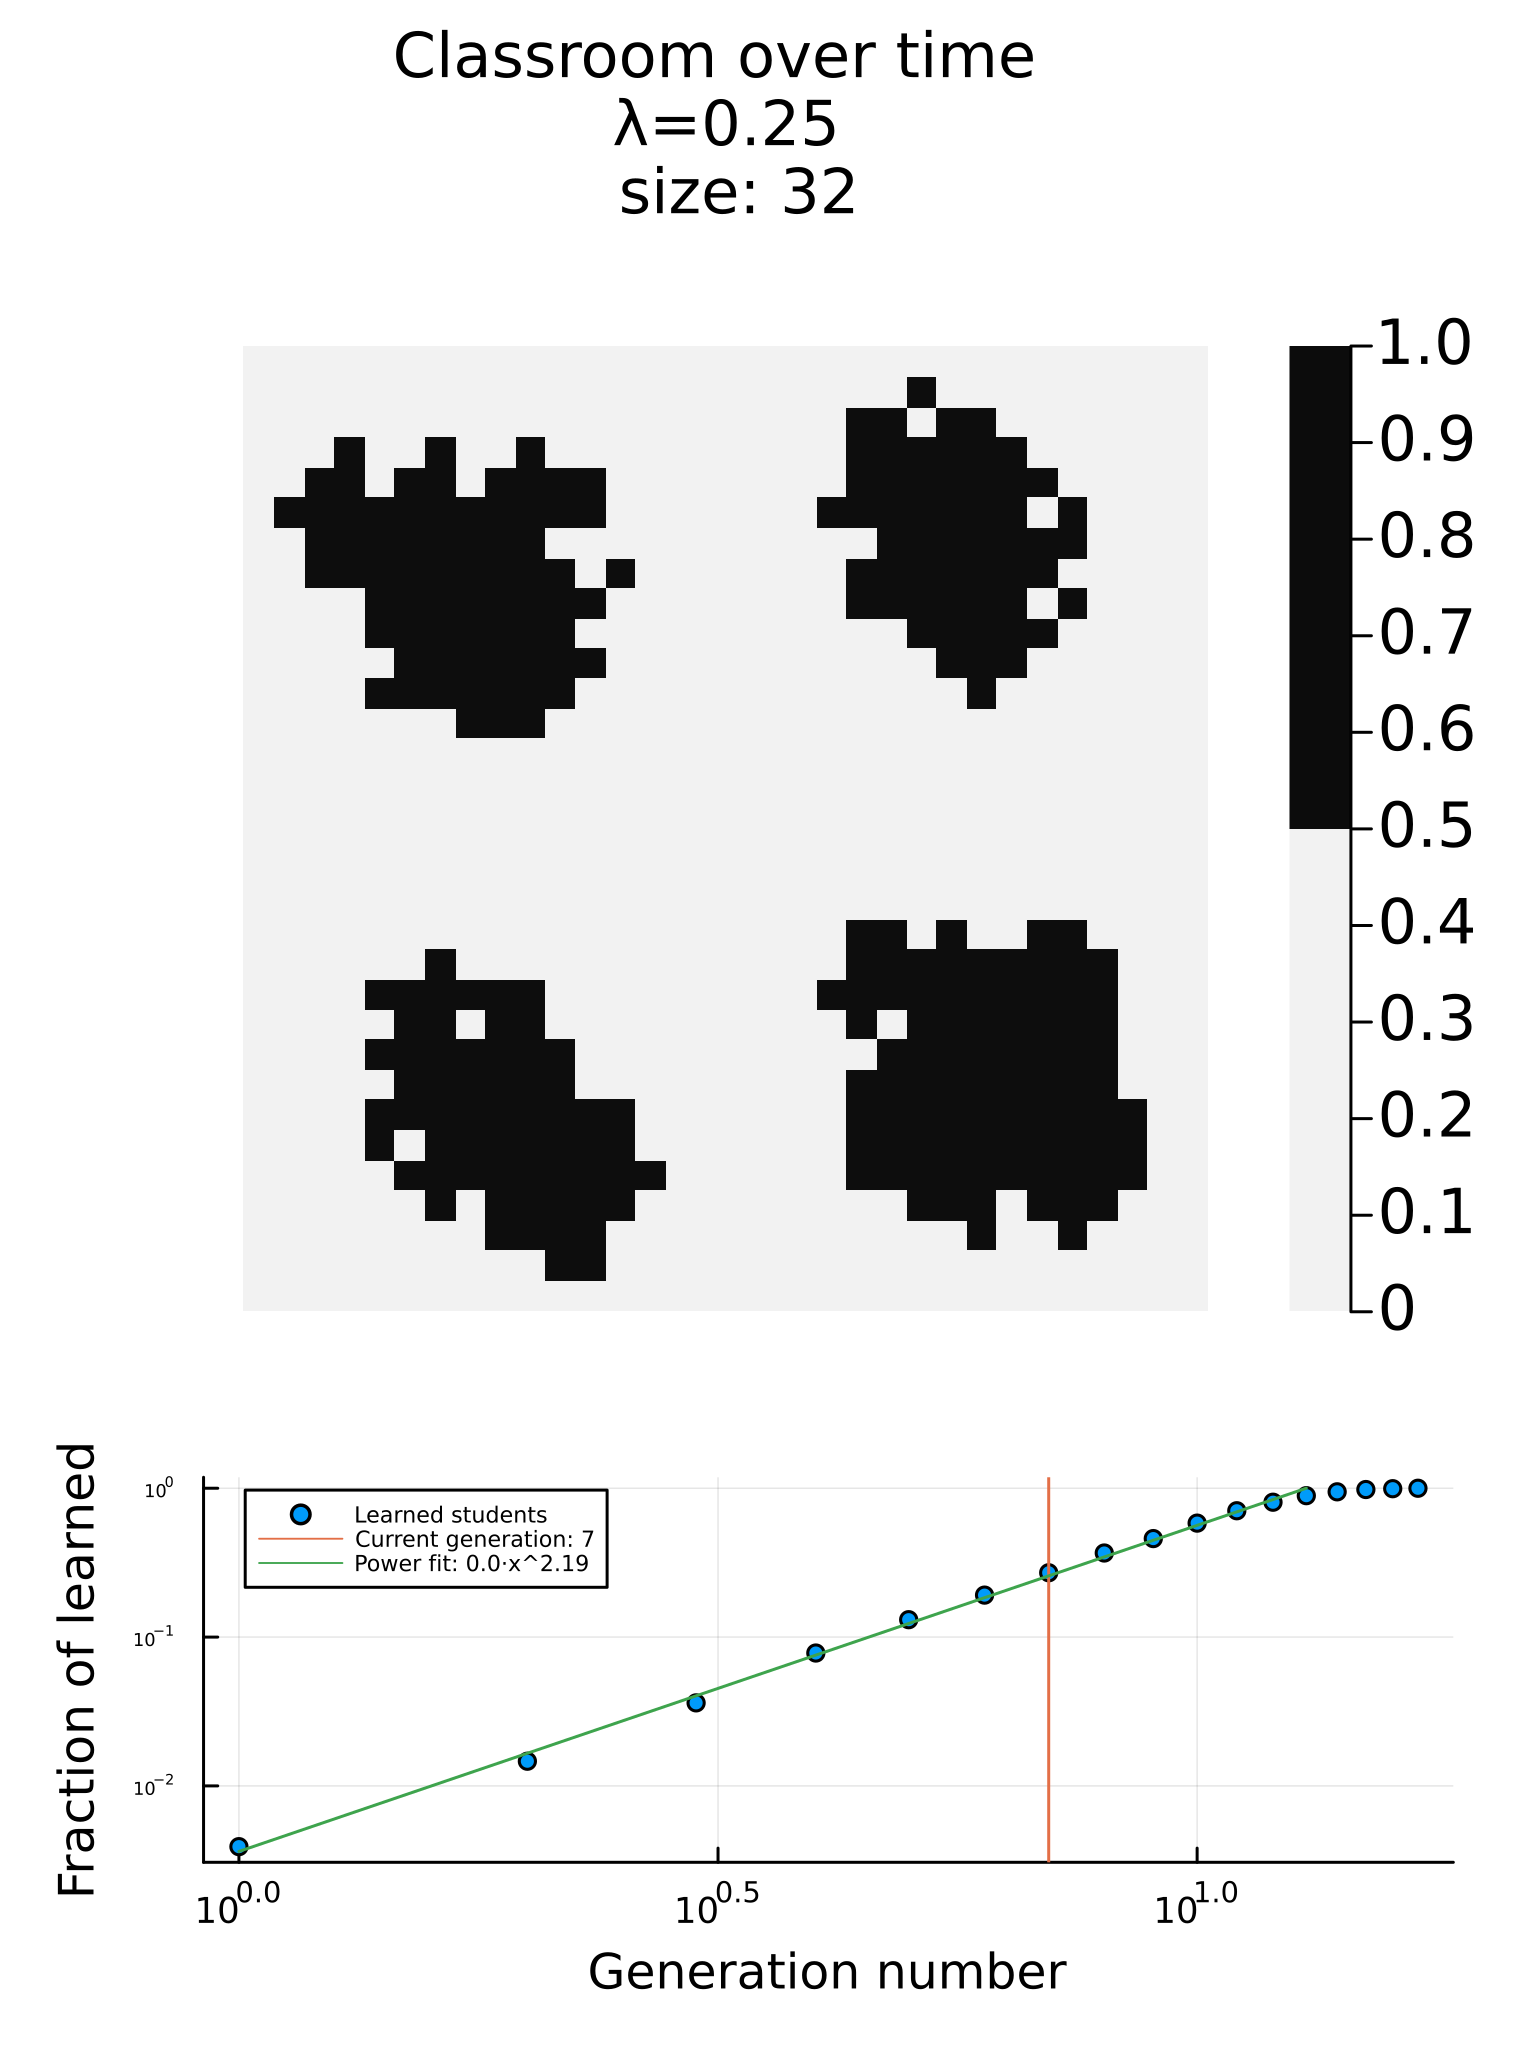 Classroom over time
λ=0.25
size: 32
1.0
0.9
0.8
0.7
0.6
0.5
0.4
0.3
0.2
0.1
0
Fraction of learned
10⁰
10⁻¹
10⁻²
Learned students
Current generation: 7
Power fit: 0.0·x^2.19
10^0.0 10^0.5 10^1.0
Generation number